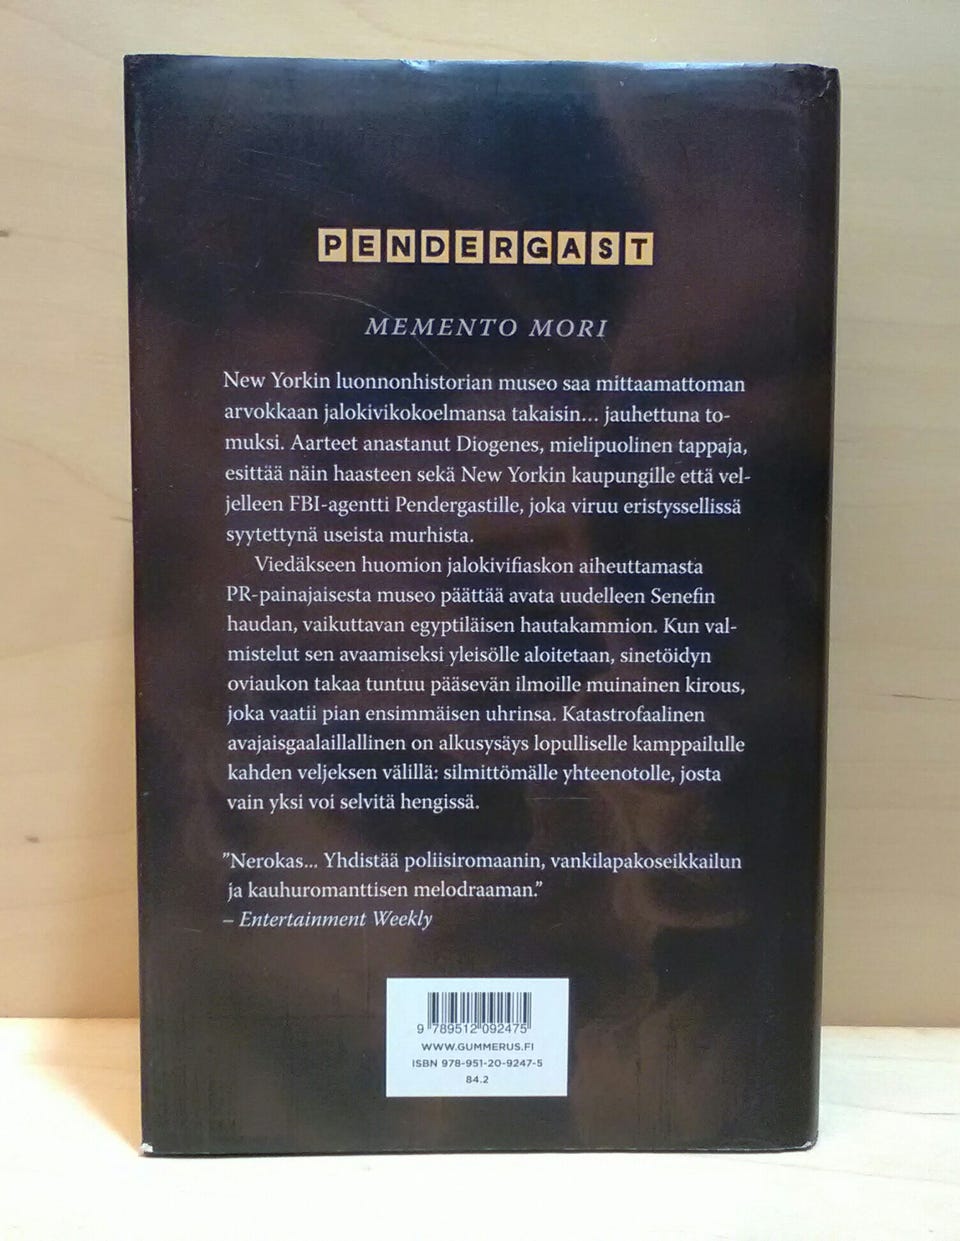 PENDERGAST
MEMENTO MORI
New Yorkin luonnonhistorian museo saa mittaamattoman
arvokkaan jalokivikokoelmansa takaisin... jauhettuna to-
muksi. Aarteet anastanut Diogenes, mielipuolinen tappaja,
esittää näin haasteen sekä New Yorkin kaupungille että vel-
jelleen FBI-agentti Pendergastille, joka viruu eristyssellissä
syytettynä useista murhista.
Viedäkseen huomion jalokivifiaskon aiheuttamasta
PR-painajaisesta museo päättää avata uudelleen Senefin
haudan, vaikuttavan egyptiläisen hautakammion. Kun val-
mistelut sen avaamiseksi yleisölle aloitetaan, sinetöidyn
oviaukon takaa tuntuu pääsevän ilmoille muinainen kirous,
joka vaatii pian ensimmäisen uhrinsa. Katastrofaalinen
avajaisgaalaillallinen on alkusysäys lopulliselle kamppailulle
kahden veljeksen välillä: silmittömälle yhteenotolle, josta
vain yksi voi selvitä hengissä.
”Nerokas... Yhdistää poliisiromaanin, vankilapakoseikkailun
ja kauhuromanttisen melodraaman.”
– Entertainment Weekly
9 789512 092475
WWW.GUMMERUS.FI
ISBN 978-951-20-9247-5
84.2